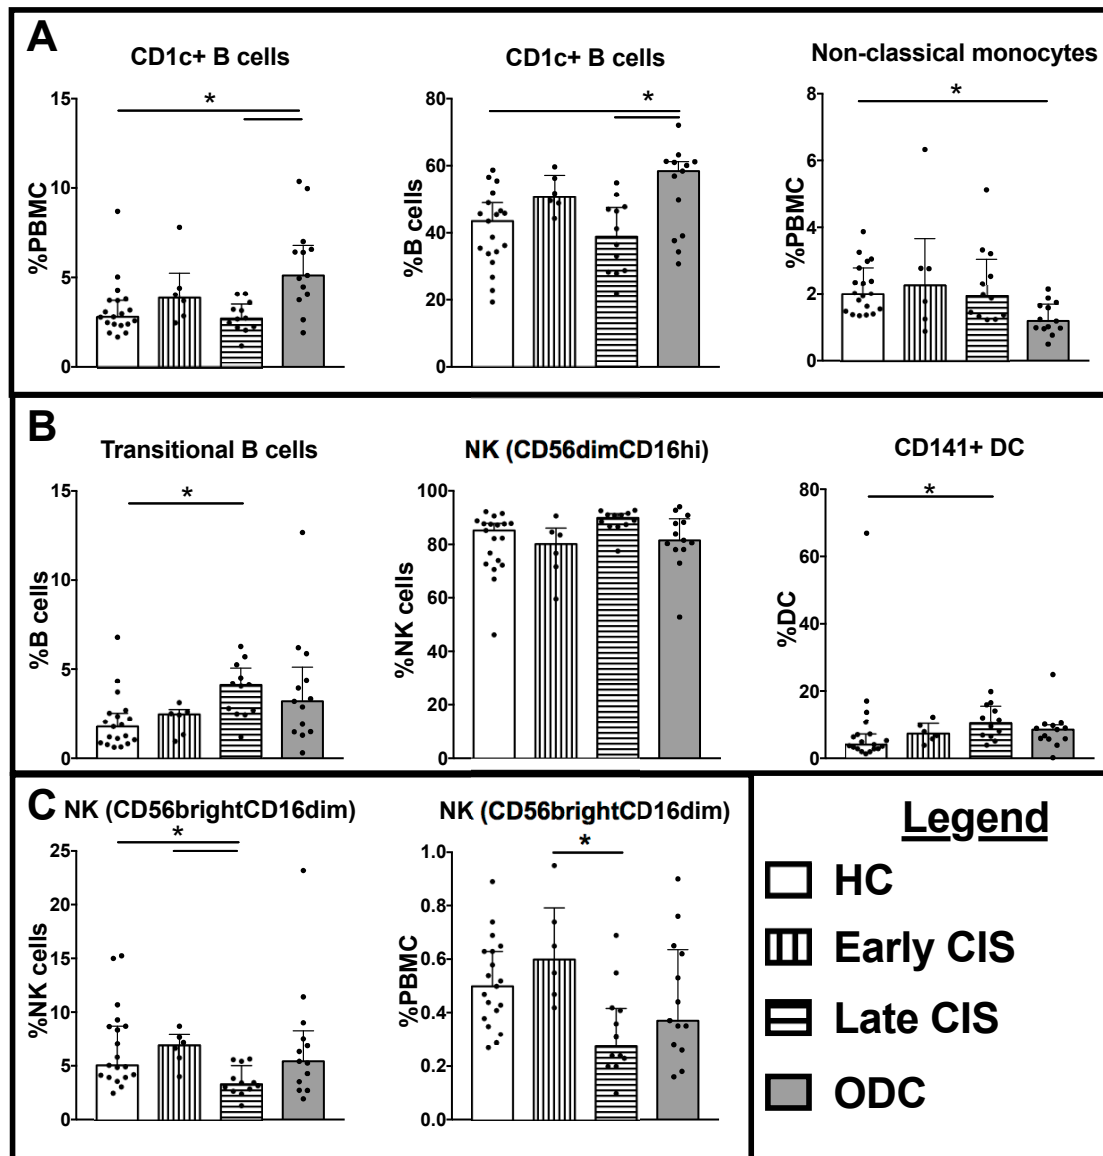 A
CD1c+ B cells
CD1c+ B cells
Non-classical monocytes
%PBMC
15
10
5
0
*
%B cells
80
60
40
20
0
*
%PBMC
8
6
4
2
0
*
B
Transitional B cells
NK (CD56dimCD16hi)
CD141+ DC
%B cells
15
10
5
0
*
%NK cells
100
80
60
40
20
0
%DC
80
60
40
20
0
*
C
NK (CD56brightCD16dim)
NK (CD56brightCD16dim)
%NK cells
25
20
15
10
5
0
*
%PBMC
1.0
0.8
0.6
0.4
0.2
0.0
*
Legend
HC
Early CIS
Late CIS
ODC